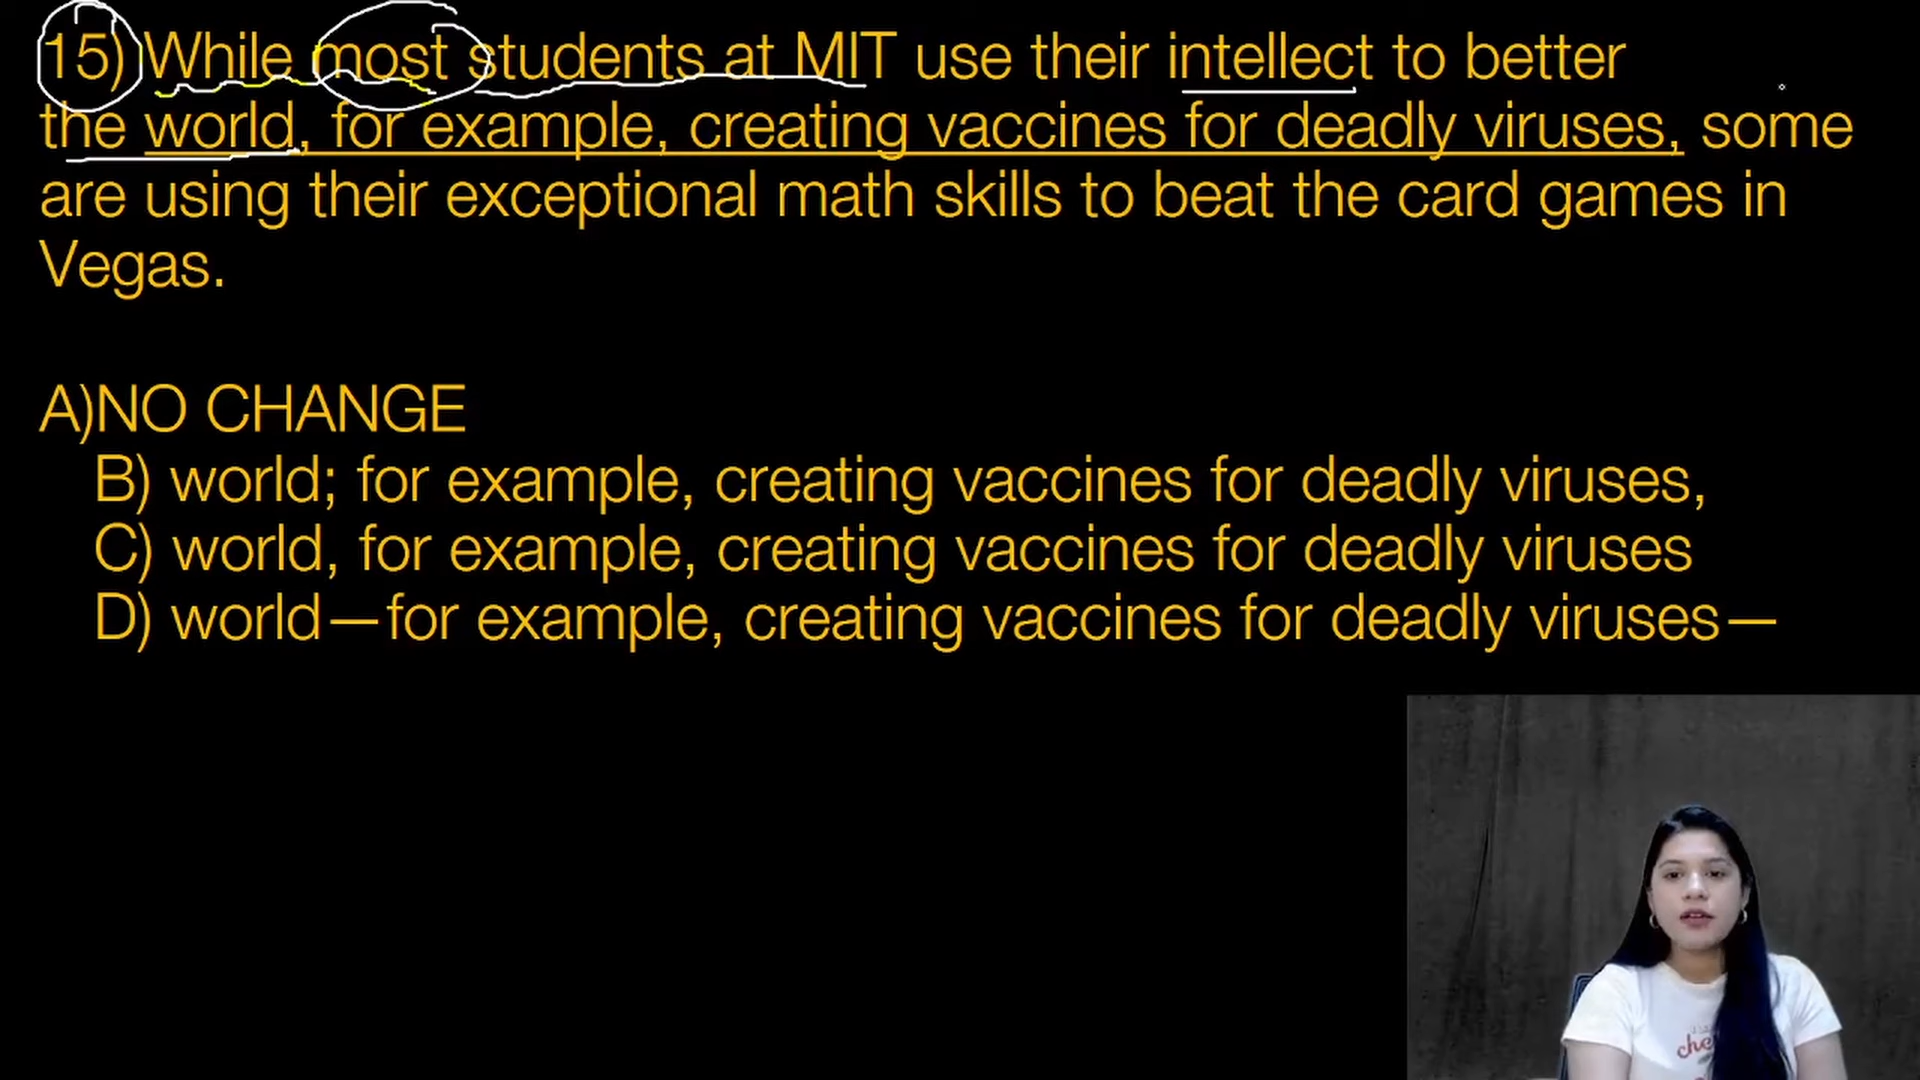 15) While most students at MIT use their intellect to better
the world, for example, creating vaccines for deadly viruses, some
are using their exceptional math skills to beat the card games in
Vegas.
A)NO CHANGE
B) world; for example, creating vaccines for deadly viruses,
C) world, for example, creating vaccines for deadly viruses
D) world—for example, creating vaccines for deadly viruses—